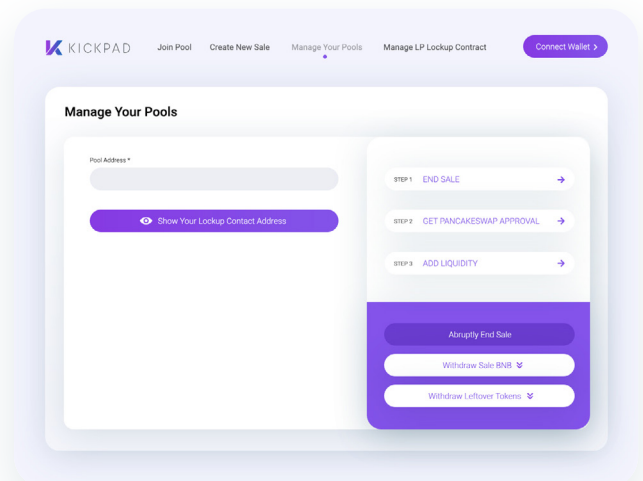 KICKPAD
Join Pool
Create New Sale
Manage Your Pools
Manage LP Lockup Contract
Connect Wallet
Manage Your Pools
Pool Address *
Show Your Lockup Contact Address
STEP 1 END SALE
STEP 2 GET PANCAKESWAP APPROVAL
STEP 3 ADD LIQUIDITY
Abruptly End Sale
Withdraw Sale BNB
Withdraw Leftover Tokens